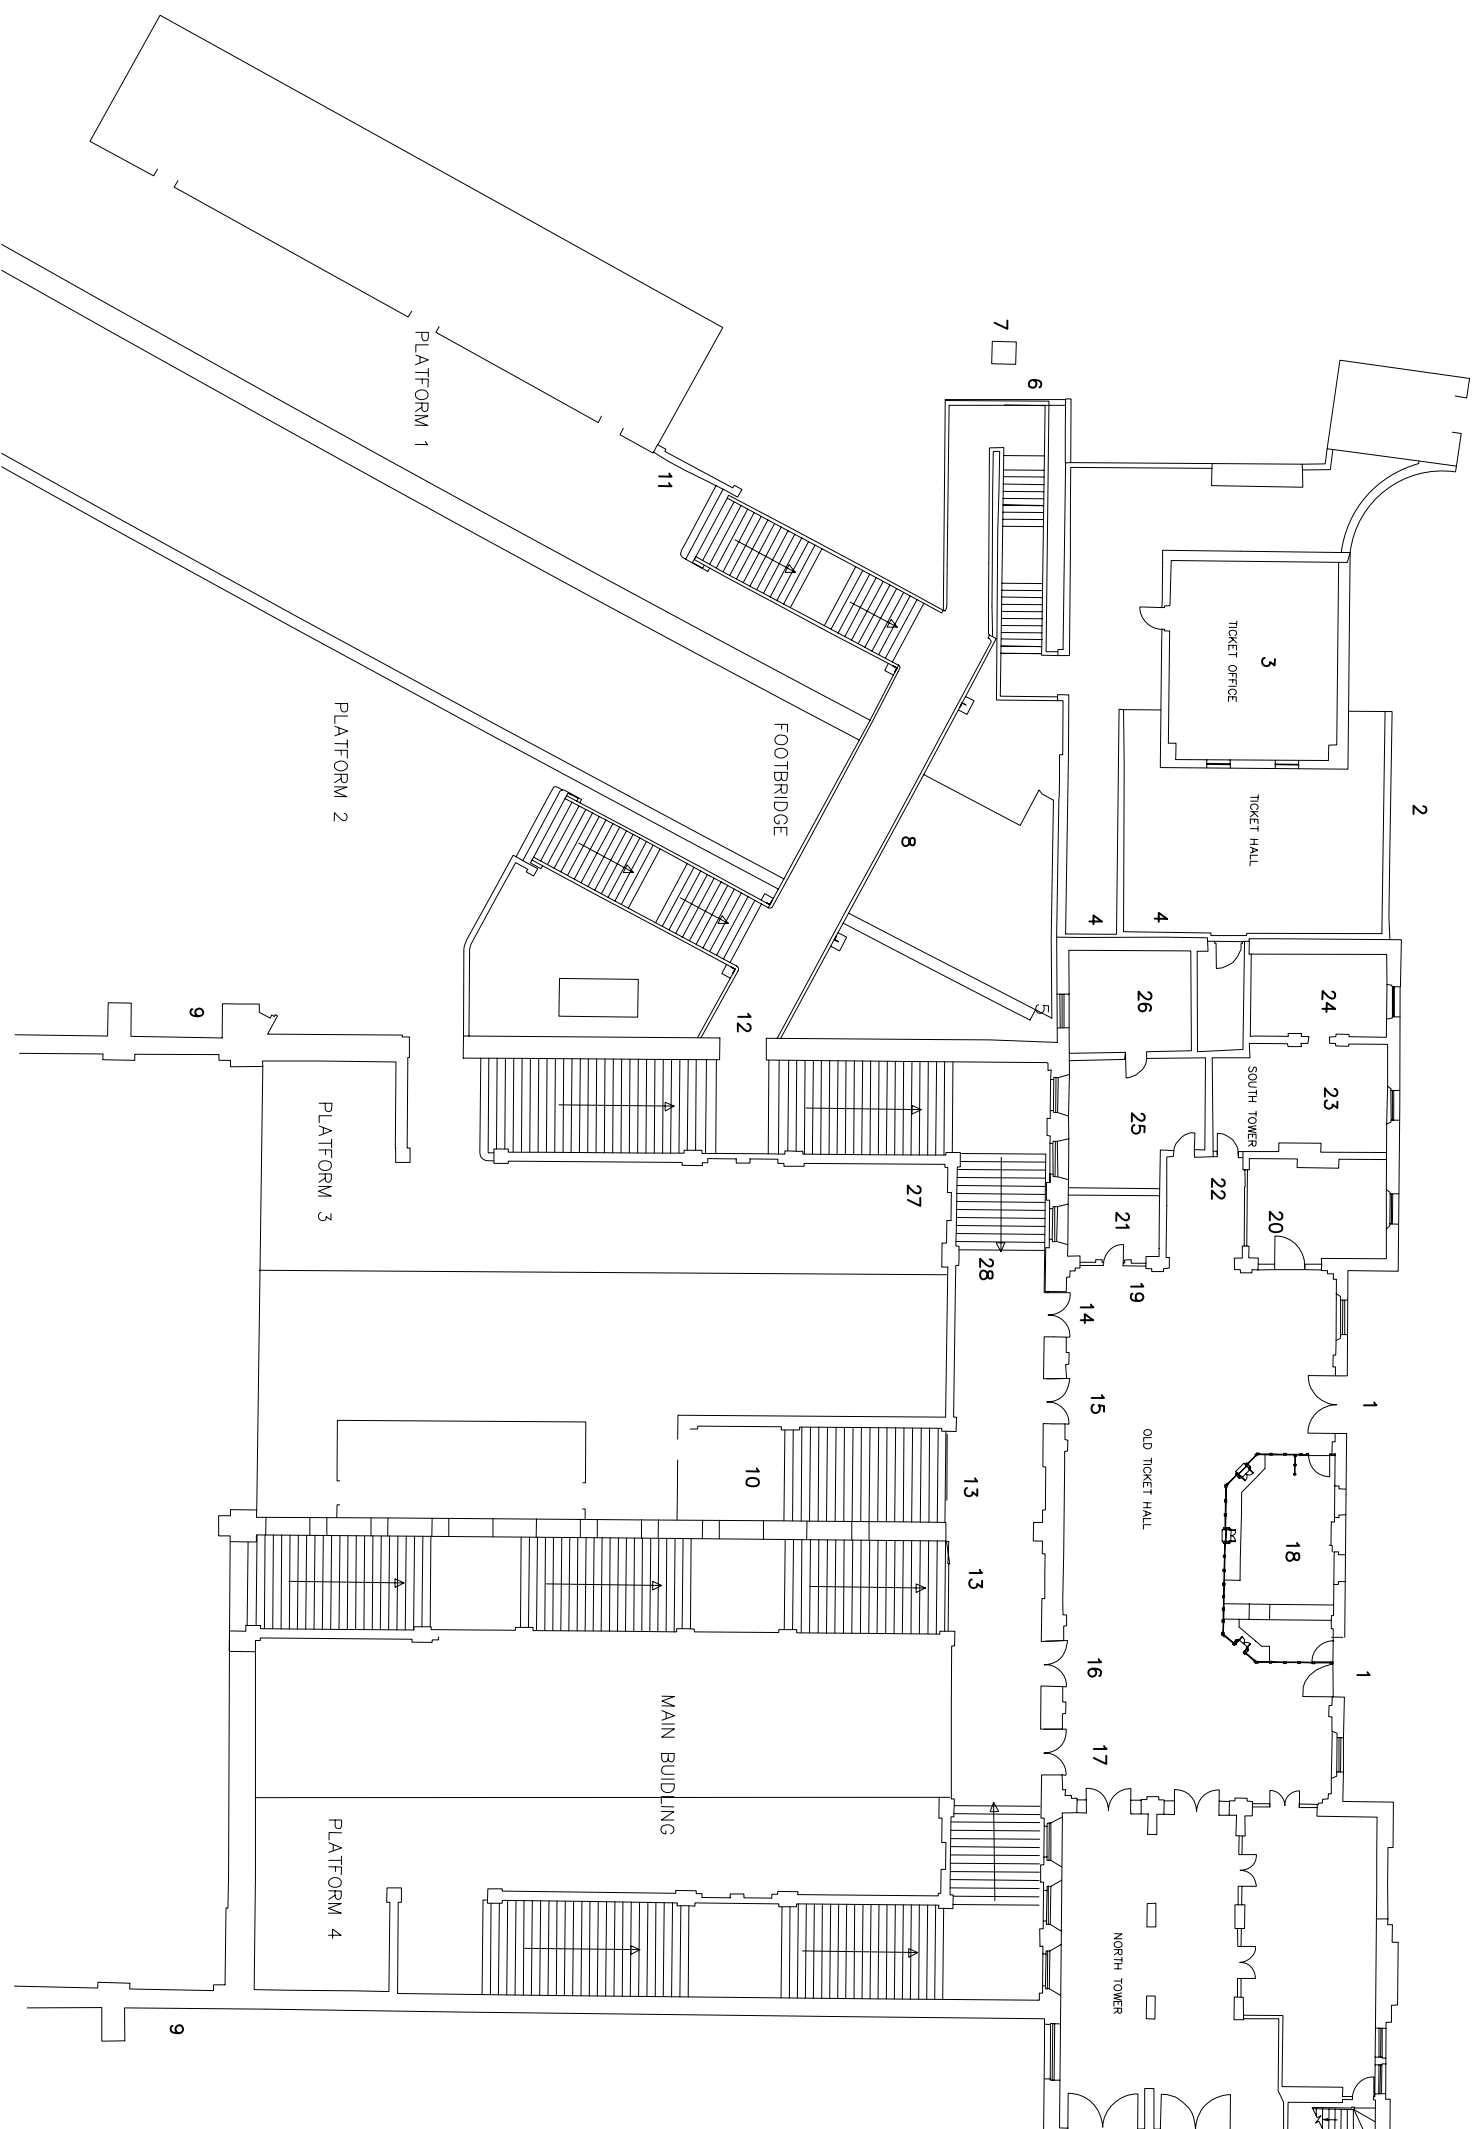 2
1
1
24
23
18
3
20
TICKET OFFICE
TICKET HALL
SOUTH TOWER
22
4
26
25
21
19
OLD TICKET HALL
NORTH TOWER
4
14
15
16
17
5
6
7
28
13
13
27
8
FOOTBRIDGE
12
10
11
MAIN BUIDLING
PLATFORM 1
PLATFORM 2
PLATFORM 3
PLATFORM 4
9
9